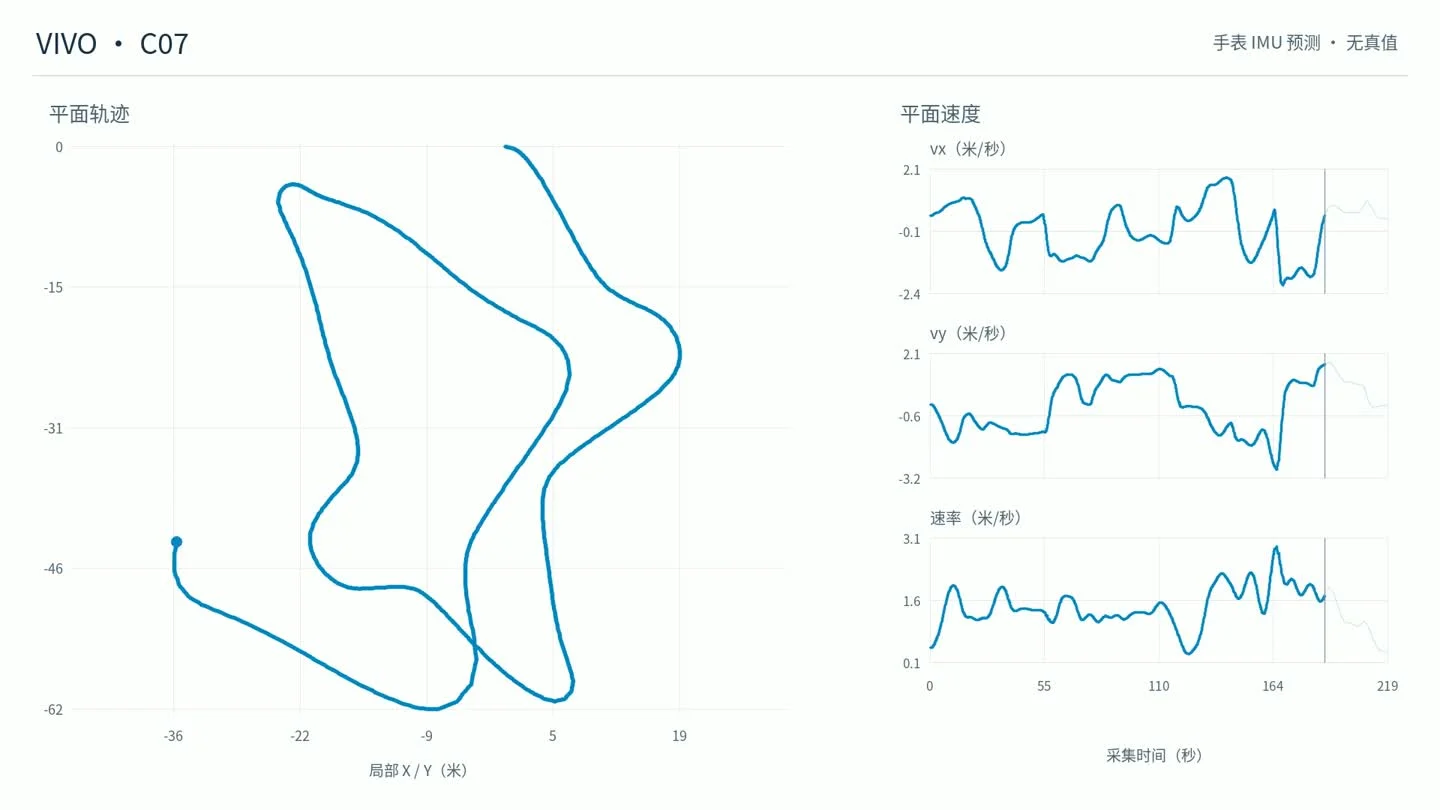 VIVO · C07
手表 IMU 预测 · 无真值
平面轨迹
0
-15
-31
-46
-62
-36 -22 -9 5 19
局部 X / Y（米）
平面速度
vx（米/秒）
2.1
-0.1
-2.4
vy（米/秒）
2.1
-0.6
-3.2
速率（米/秒）
3.1
1.6
0.1
0 55 110 164 219
采集时间（秒）